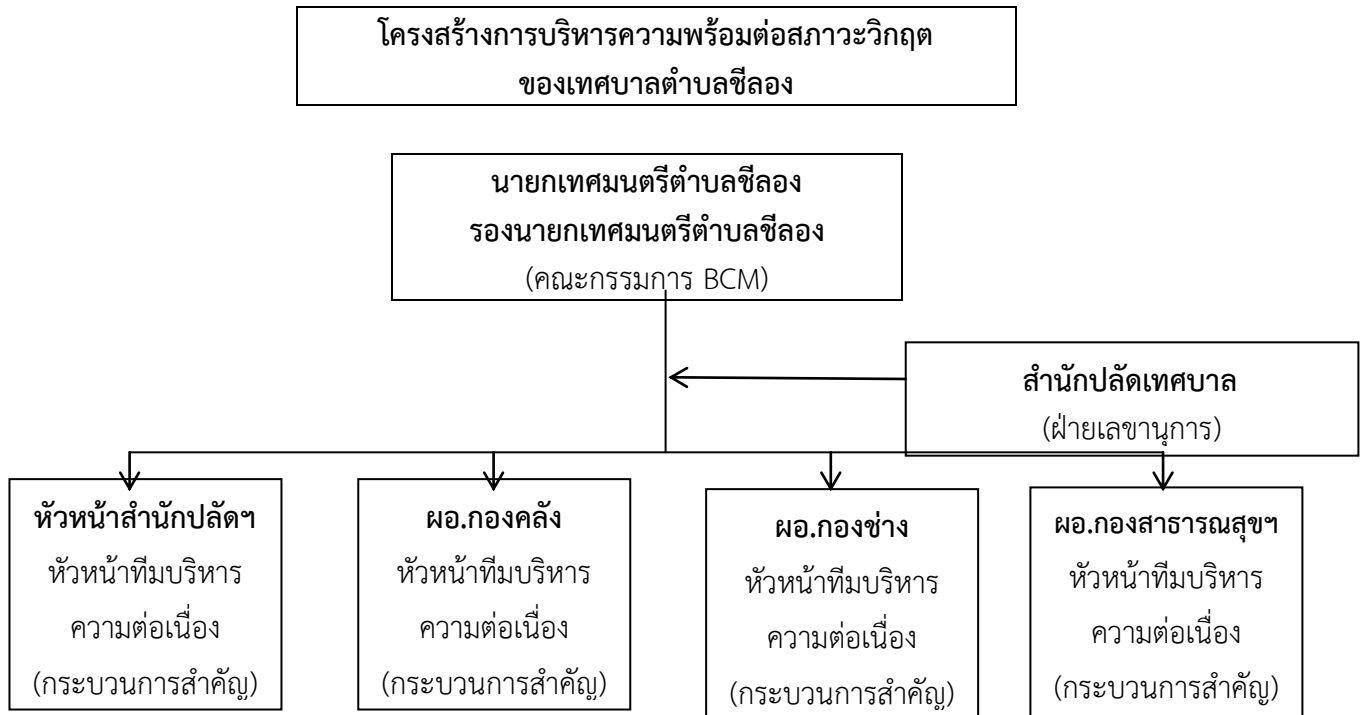 โครงสร้างการบริหารความพร้อมต่อสภาวะวิกฤต
ของเทศบาลตำบลชีลอง
นายกเทศมนตรีตำบลชีลอง
รองนายกเทศมนตรีตำบลชีลอง
(คณะกรรมการ BCM)
สำนักปลัดเทศบาล
(ฝ่ายเลขานุการ)
หัวหน้าสำนักปลัดฯ
หัวหน้าทีมบริหาร
ความต่อเนื่อง
(กระบวนการสำคัญ)
ผอ.กองคลัง
หัวหน้าทีมบริหาร
ความต่อเนื่อง
(กระบวนการสำคัญ)
ผอ.กองช่าง
หัวหน้าทีมบริหาร
ความต่อเนื่อง
(กระบวนการสำคัญ)
ผอ.กองสาธารณสุขฯ
หัวหน้าทีมบริหาร
ความต่อเนื่อง
(กระบวนการสำคัญ)